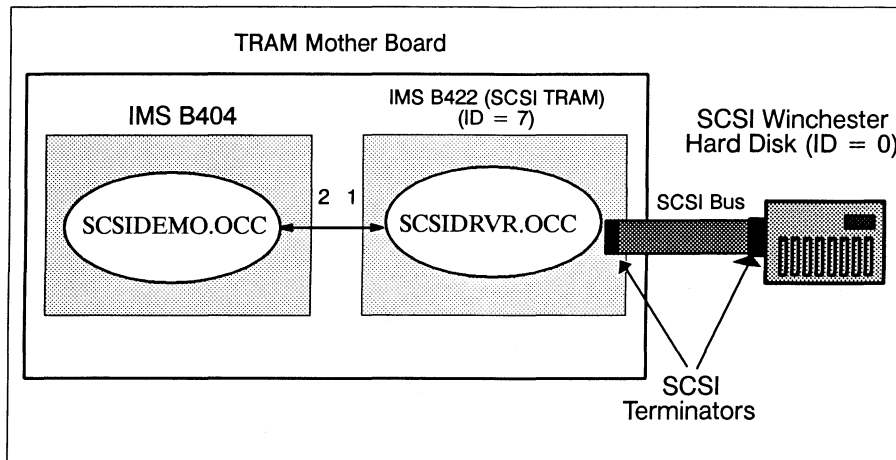 TRAM Mother Board
IMS B404
IMS B422 (SCSI TRAM)
(ID = 7)
SCSI Winchester
Hard Disk (ID = 0)
SCSIDEMO.OCC
2 1
SCSIDRVR.OCC
SCSI Bus
SCSI
Terminators